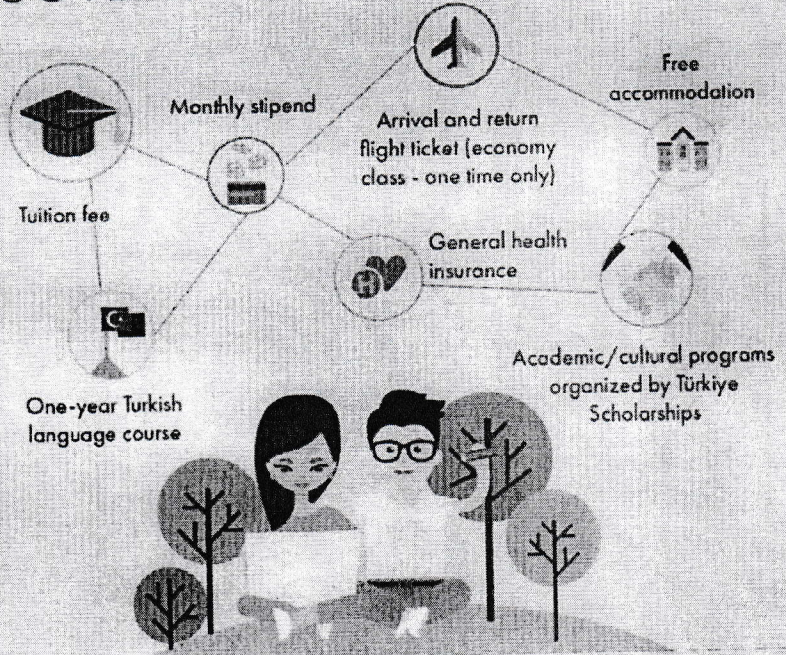 Monthly stipend
Arrival and return
flight ticket (economy
class - one time only)
Free
accommodation
Tuition fee
General health
insurance
H
One-year Turkish
language course
Academic/cultural programs
organized by Türkiye
Scholarships